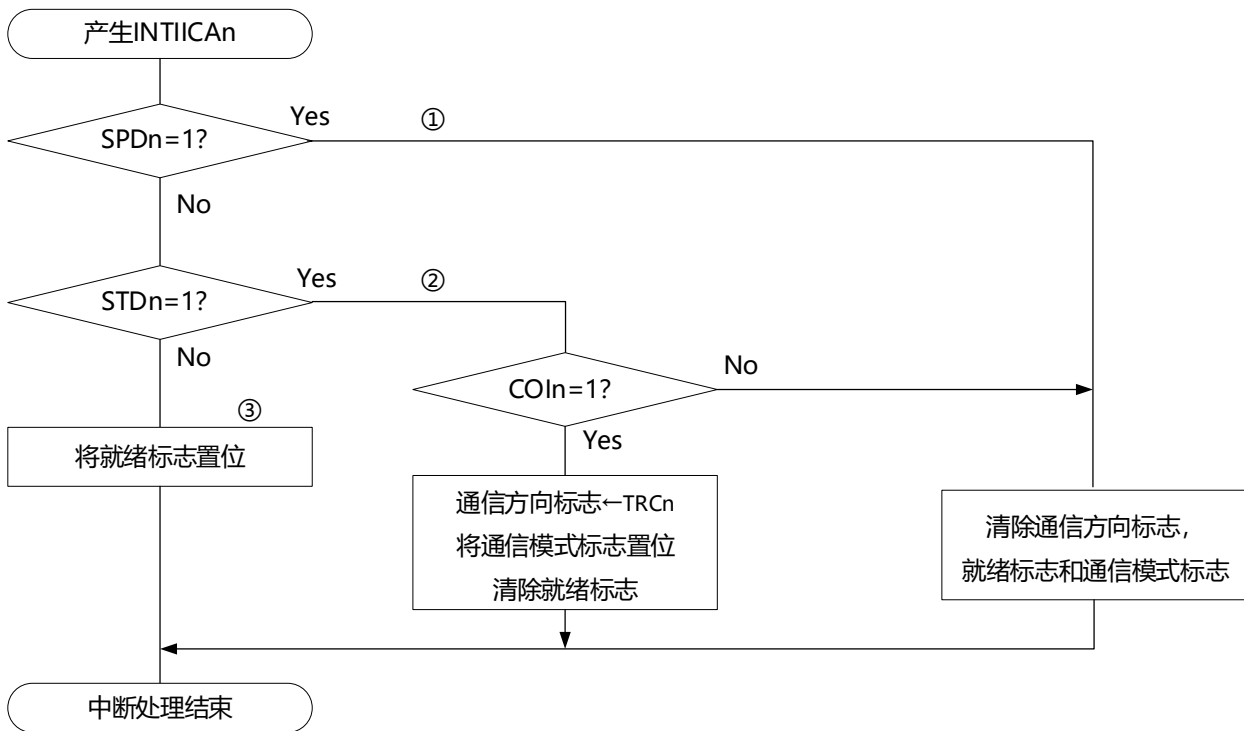 产生INTIICAn
Yes
①
SPDn=1?
No
Yes
②
STDn=1?
No
No
COIn=1?
③
Yes
将就绪标志置位
通信方向标志←TRCn
将通信模式标志置位
清除就绪标志
清除通信方向标志，
就绪标志和通信模式标志
中断处理结束